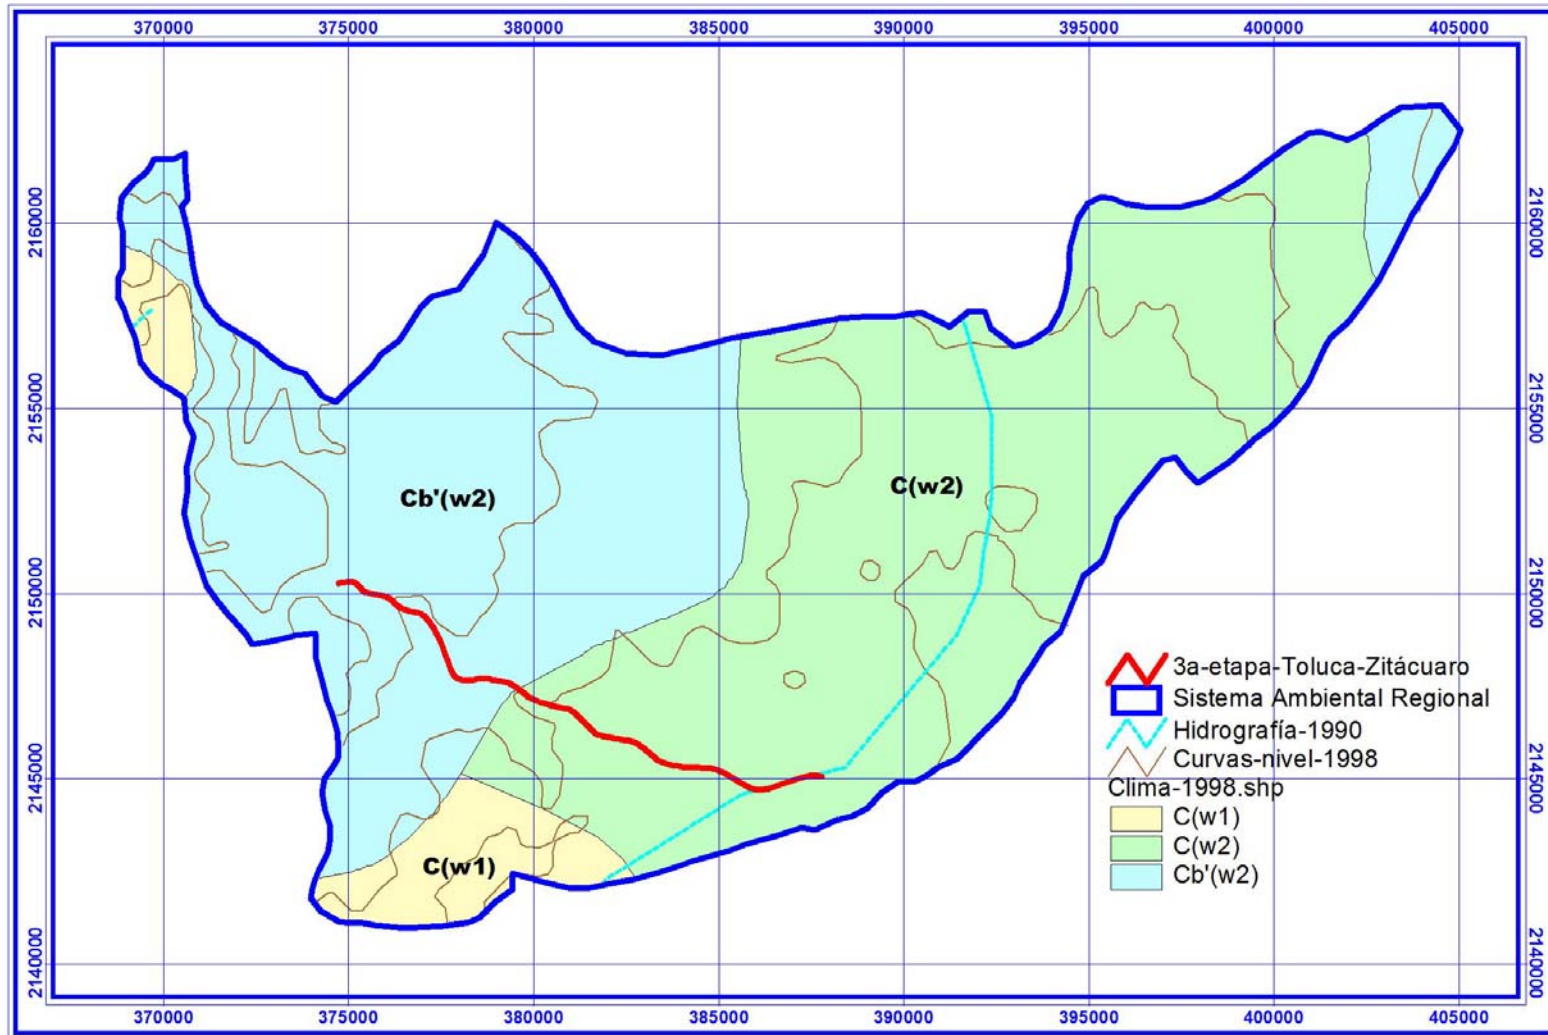 370000 375000 380000 385000 390000 395000 400000 405000
2160000 2160000
2155000 2155000
Cb'(w2) C(w2)
2150000 2150000
3a-etapa-Toluca-Zitácuaro
Sistema Ambiental Regional
Hidrografía-1990
Curvas-nivel-1998
2145000 2145000
Clima-1998.shp
C(w1)
C(w2)
C(w1)
Cb'(w2)
2140000 2140000
370000 375000 380000 385000 390000 395000 400000 405000